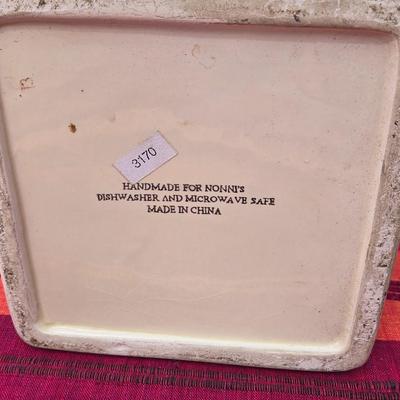 3170
HANDMADE FOR NONNI'S
DISHWASHER AND MICROWAVE SAFE
MADE IN CHINA